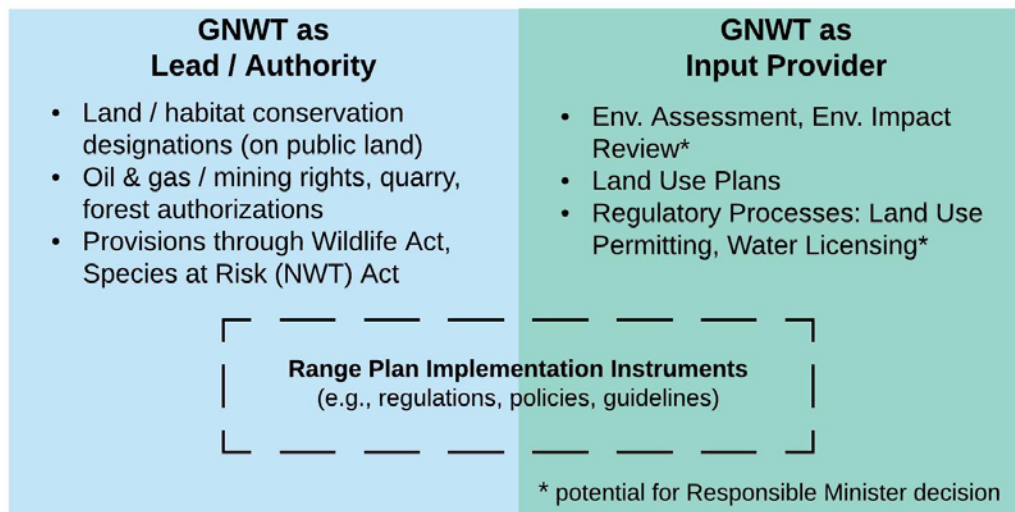 GNWT as
Lead / Authority
• Land / habitat conservation
designations (on public land)
• Oil & gas / mining rights, quarry,
forest authorizations
• Provisions through Wildlife Act,
Species at Risk (NWT) Act
GNWT as
Input Provider
• Env. Assessment, Env. Impact
Review*
• Land Use Plans
• Regulatory Processes: Land Use
Permitting, Water Licensing*
Range Plan Implementation Instruments
(e.g., regulations, policies, guidelines)
* potential for Responsible Minister decision